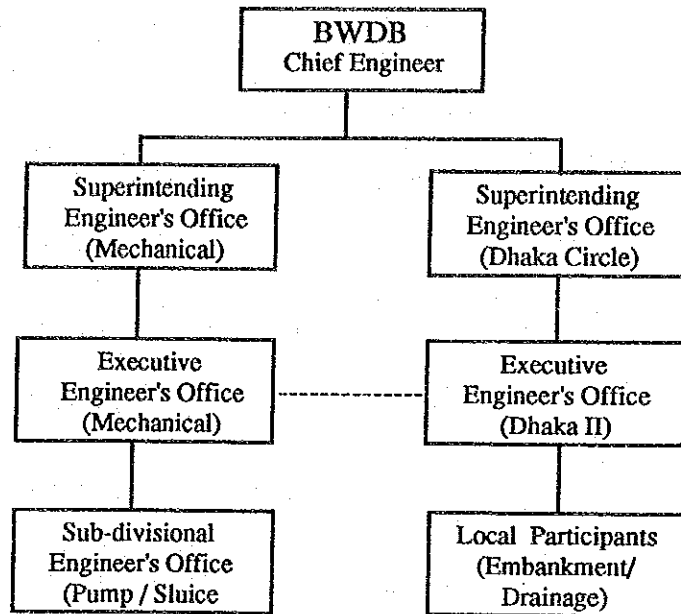 BWDB
Chief Engineer
Superintending
Engineer's Office
(Mechanical)
Superintending
Engineer's Office
(Dhaka Circle)
Executive
Engineer's Office
(Mechanical)
Executive
Engineer's Office
(Dhaka II)
Sub-divisional
Engineer's Office
(Pump / Sluice
Local Participants
(Embankment/
Drainage)